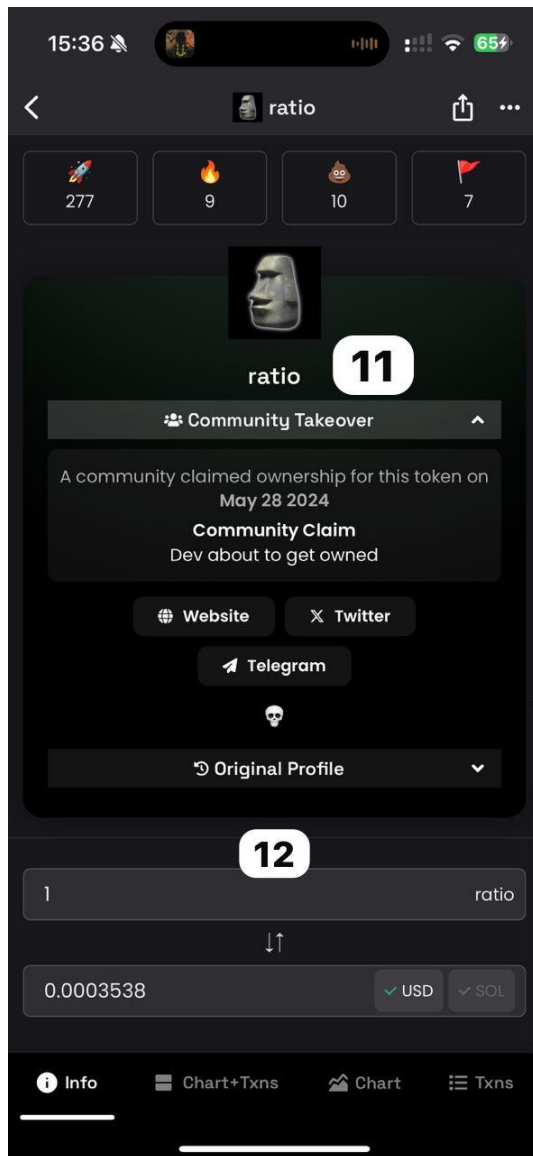 15:36
65
ratio
🚀 🔥 💩 🚩
277 9 10 7
ratio
11
Community Takeover
A community claimed ownership for this token on
May 28 2024
Community Claim
Dev about to get owned
Website
X Twitter
Telegram
💀
Original Profile
12
1 ratio
↓↑
0.0003538 USD SOL
Info Chart+Txns Chart Txns